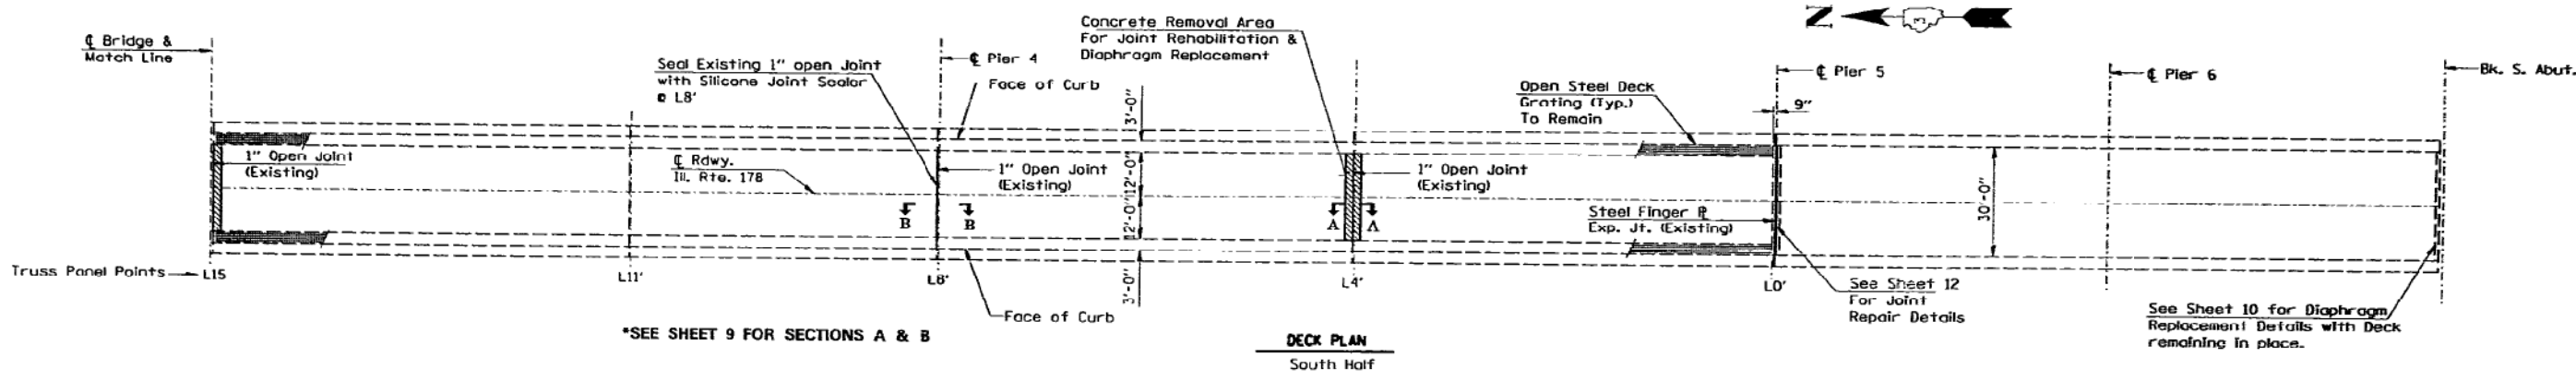 ℄ Bridge &
Match Line
Seal Existing 1" open Joint
with Silicone Joint Sealar
@ L8'
℄ Pier 4
Face of Curb
Concrete Removal Area
For Joint Rehabilitation &
Diaphragm Replacement
N
3
Open Steel Deck
Grating (Typ.)
To Remain
9"
℄ Pier 5
℄ Pier 6
Bk. S. Abut.
1" Open Joint
(Existing)
℄ Rdwy.
Ill. Rte. 178
1" Open Joint
(Existing)
3'-0"
12'-0"
12'-0"
3'-0"
1" Open Joint
(Existing)
B
B
A
A
Steel Finger ℙL
Exp. Jt. (Existing)
30'-0"
Truss Panel Points
L15
L11'
L8'
L4'
L0'
Face of Curb
See Sheet 12
For Joint
Repair Details
See Sheet 10 for Diaphragm
Replacement Details with Deck
remaining in place.
*SEE SHEET 9 FOR SECTIONS A & B
DECK PLAN
South Half